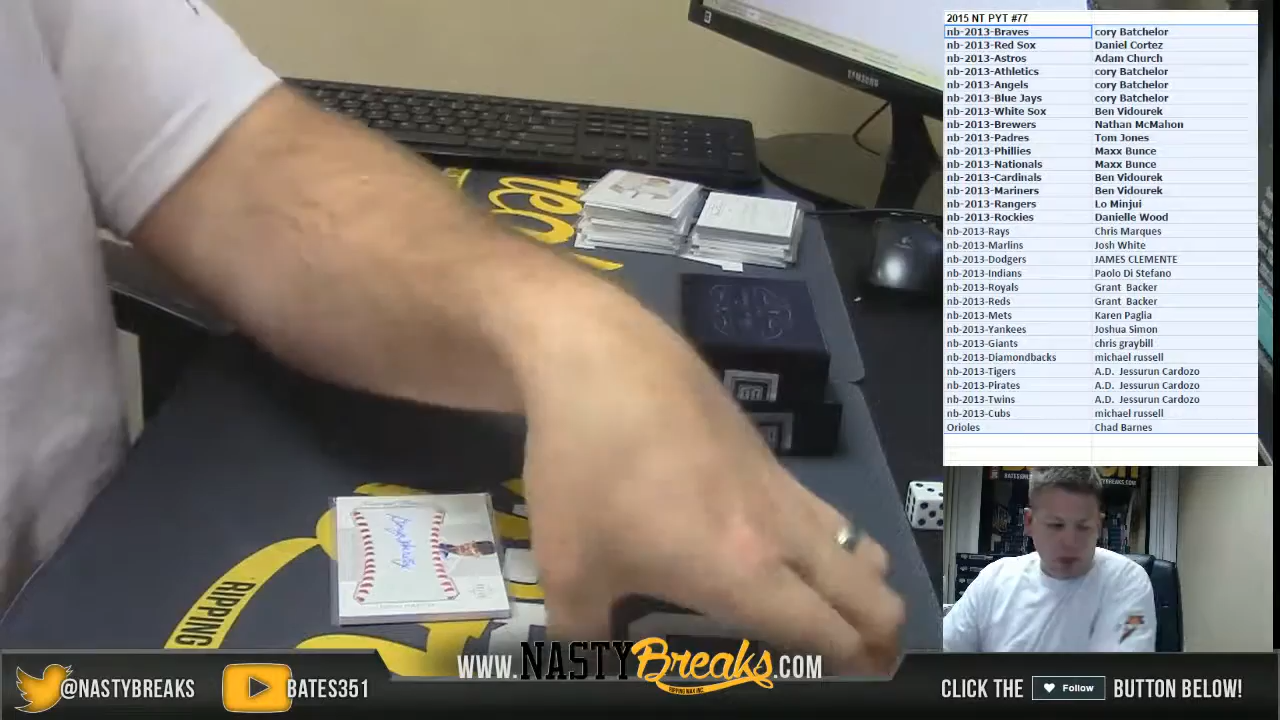 2015 NT PYT #77
nb-2013-Braves cory Batchelor
nb-2013-Red Sox Daniel Cortez
nb-2013-Astros Adam Church
nb-2013-Athletics cory Batchelor
nb-2013-Angels cory Batchelor
nb-2013-Blue Jays cory Batchelor
nb-2013-White Sox Ben Vidourek
nb-2013-Brewers Nathan McMahon
nb-2013-Padres Tom Jones
nb-2013-Phillies Maxx Bunce
nb-2013-Nationals Maxx Bunce
nb-2013-Cardinals Ben Vidourek
nb-2013-Mariners Ben Vidourek
nb-2013-Rangers Lo Minjui
nb-2013-Rockies Danielle Wood
nb-2013-Rays Chris Marques
nb-2013-Marlins Josh White
nb-2013-Dodgers JAMES CLEMENTE
nb-2013-Indians Paolo Di Stefano
nb-2013-Royals Grant Backer
nb-2013-Reds Grant Backer
nb-2013-Mets Karen Paglia
nb-2013-Yankees Joshua Simon
nb-2013-Giants chris graybill
nb-2013-Diamondbacks michael russell
nb-2013-Tigers A.D. Jessurun Cardozo
nb-2013-Pirates A.D. Jessurun Cardozo
nb-2013-Twins A.D. Jessurun Cardozo
nb-2013-Cubs michael russell
Orioles Chad Barnes
SAMSUNG
RIPPING
WWW.NASTYBreaks.COM
RIPPING WAX INC.
@NASTYBREAKS
BATES351
CLICK THE Follow BUTTON BELOW!